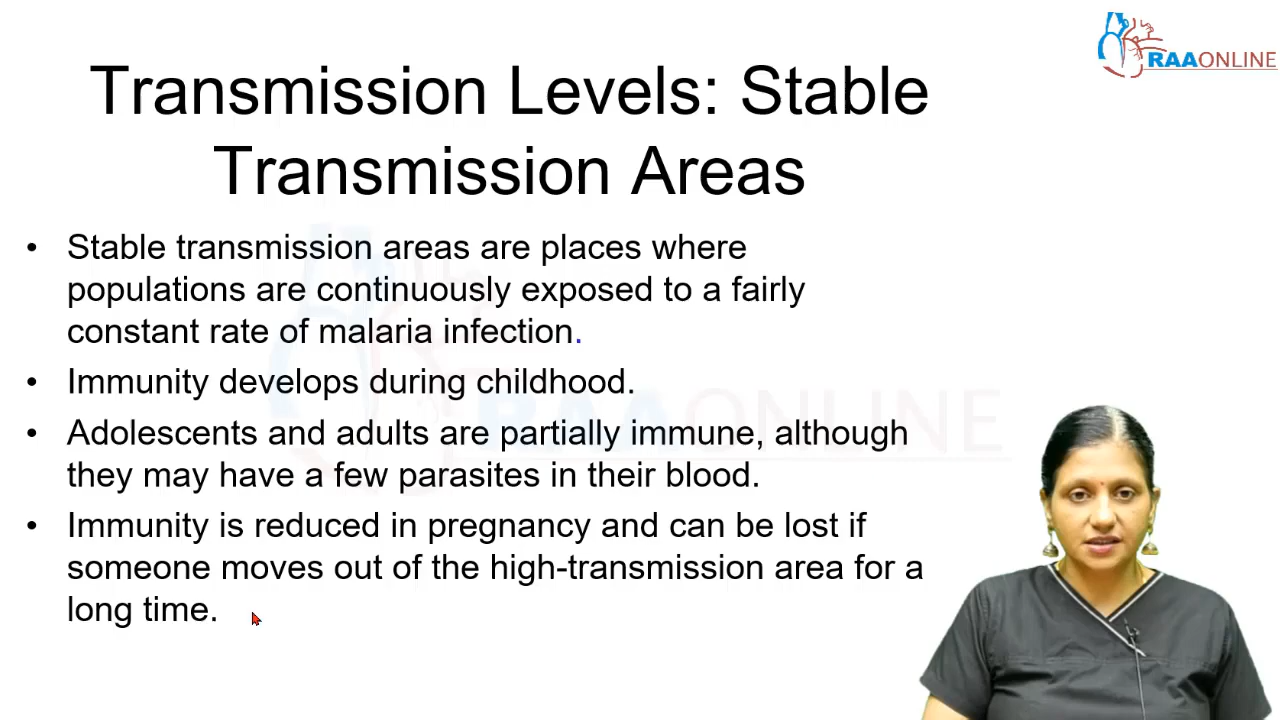 RAAONLINE
Transmission Levels: Stable
Transmission Areas
• Stable transmission areas are places where
populations are continuously exposed to a fairly
constant rate of malaria infection.
• Immunity develops during childhood.
• Adolescents and adults are partially immune, although
they may have a few parasites in their blood.
• Immunity is reduced in pregnancy and can be lost if
someone moves out of the high-transmission area for a
long time.
RAAONLINE